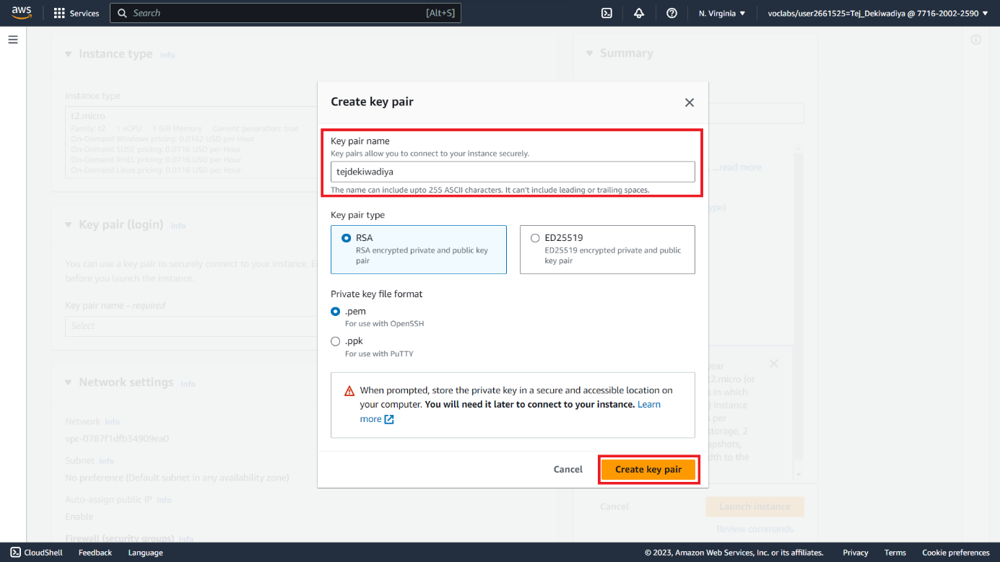 aws
Services
Search
[Alt+S]
N. Virginia
voclabs/user2661525=Tej_Dekiwadiya @ 7716-2002-2590
Instance type Info
Instance type
t2.micro
Family: t2 1 vCPU 1 GiB Memory Current generation: true
On-Demand Windows pricing: 0.0162 USD per Hour
On-Demand SUSE pricing: 0.0116 USD per Hour
On-Demand RHEL pricing: 0.0716 USD per Hour
On-Demand Linux pricing: 0.0116 USD per Hour
Key pair (login) Info
You can use a key pair to securely connect to your instance.
before you launch the instance.
Key pair name - required
Select
Network settings Info
Network Info
vpc-0787f1dfb34909ea0
Subnet Info
No preference (Default subnet in any availability zone)
Auto-assign public IP Info
Enable
Firewall (security groups) Info
Create key pair
Key pair name
Key pairs allow you to connect to your instance securely.
tejdekiwadiya
The name can include upto 255 ASCII characters. It can't include leading or trailing spaces.
Key pair type
RSA
RSA encrypted private and public key
pair
ED25519
ED25519 encrypted private and public
key pair
Private key file format
.pem
For use with OpenSSH
.ppk
For use with PuTTY
When prompted, store the private key in a secure and accessible location on
your computer. You will need it later to connect to your instance. Learn
more
Cancel
Create key pair
Summary
...read more
ype)
year
t2.micro (or
s in which
) instance
s per
storage, 2
apshots,
dth to the
Cancel
Launch instance
Review commands
CloudShell
Feedback
Language
© 2023, Amazon Web Services, Inc. or its affiliates.
Privacy
Terms
Cookie preferences